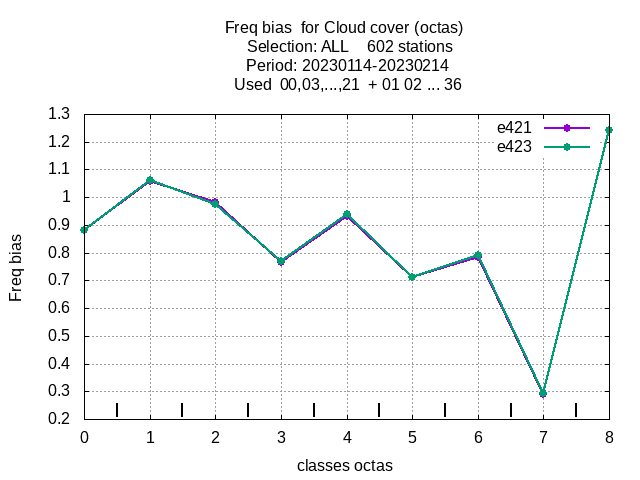 Freq bias  for Cloud cover (octas)
Selection: ALL    602 stations
Period: 20230114-20230214
Used  00,03,...,21  + 01 02 ... 36
e421
e423
1.3
1.2
1.1
1
0.9
0.8
0.7
0.6
0.5
0.4
0.3
0.2
Freq bias
0 1 2 3 4 5 6 7 8
classes octas